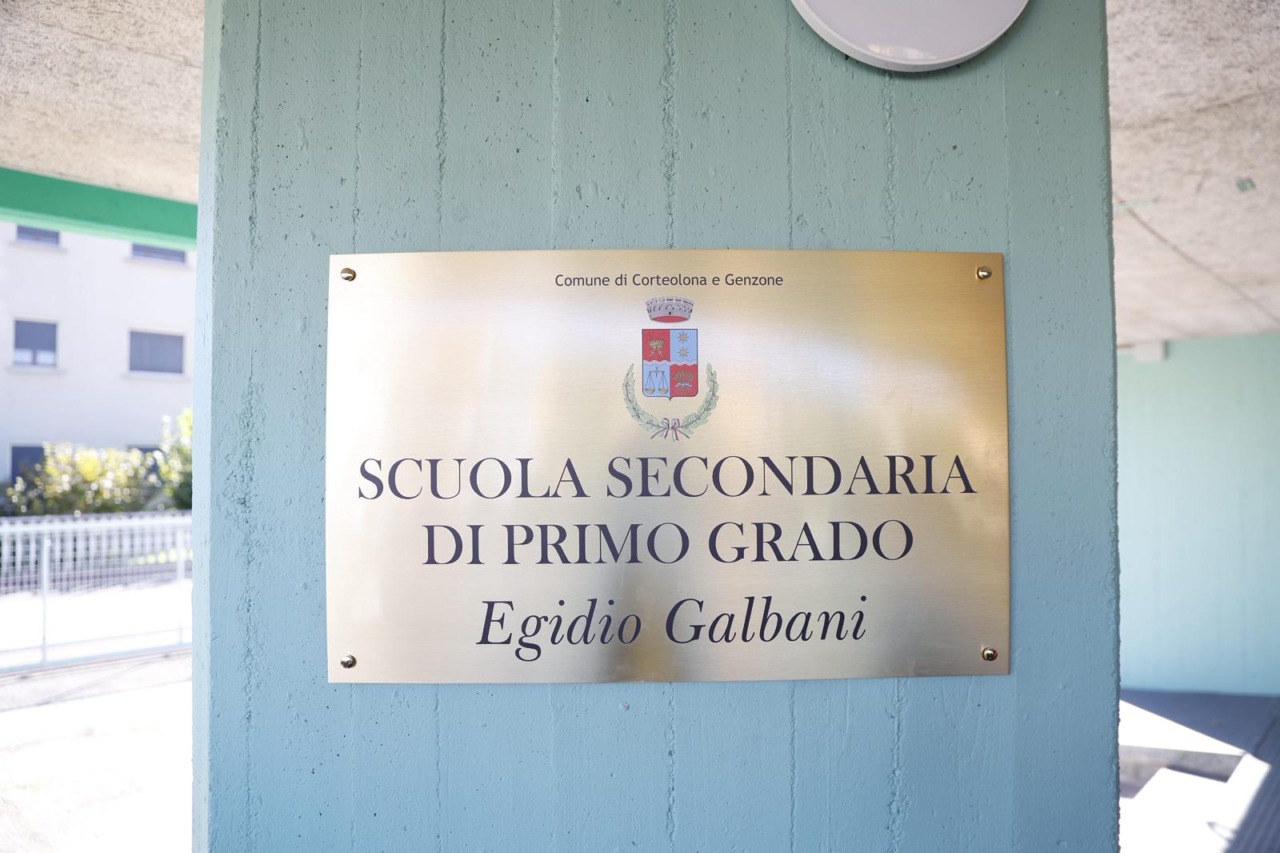 Comune di Corteolona e Genzone
SCUOLA SECONDARIA
DI PRIMO GRADO
Egidio Galbani